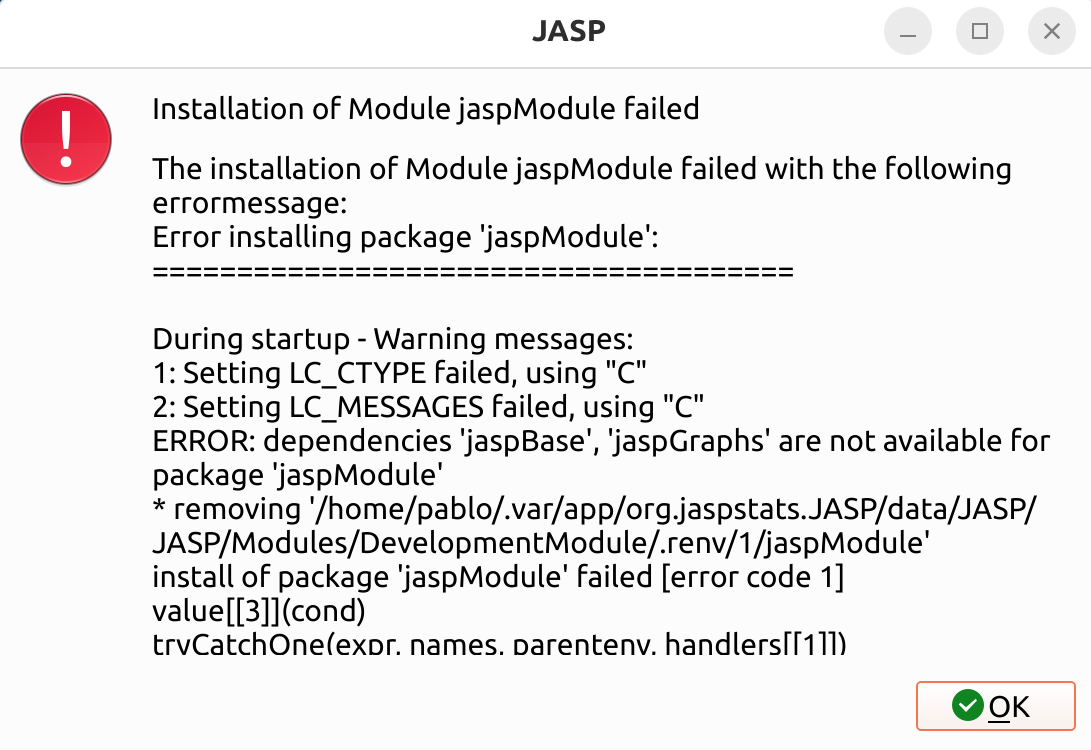 JASP
Installation of Module jaspModule failed
The installation of Module jaspModule failed with the following
errormessage:
Error installing package 'jaspModule':
======================================
During startup - Warning messages:
1: Setting LC_CTYPE failed, using "C"
2: Setting LC_MESSAGES failed, using "C"
ERROR: dependencies 'jaspBase', 'jaspGraphs' are not available for
package 'jaspModule'
* removing '/home/pablo/.var/app/org.jaspstats.JASP/data/JASP/
JASP/Modules/DevelopmentModule/.renv/1/jaspModule'
install of package 'jaspModule' failed [error code 1]
value[[3]](cond)
tryCatchOne(expr, names, parentenv, handlers[[1]])
OK